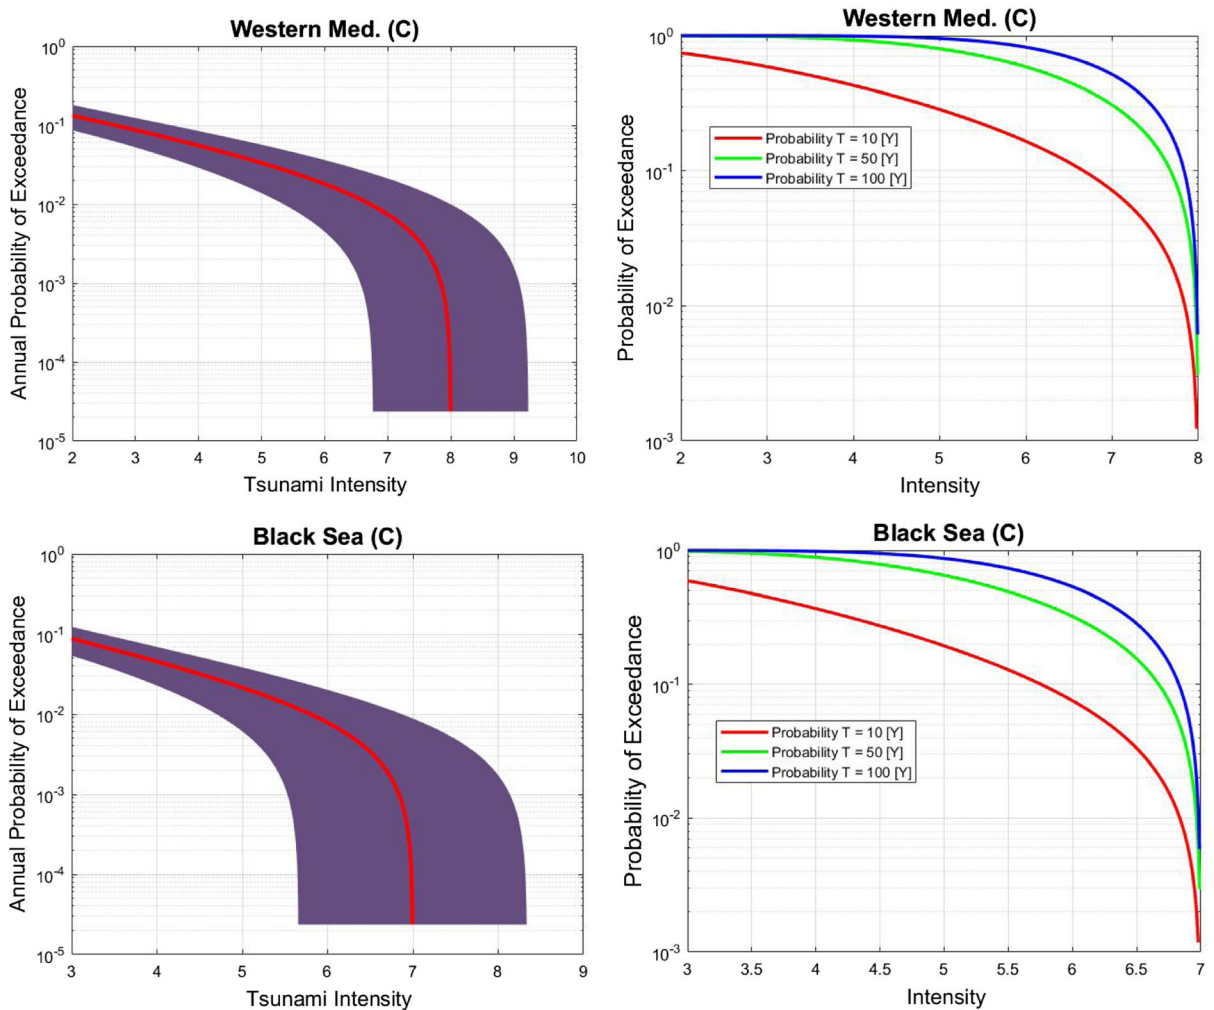 Western Med. (C)
Annual Probability of Exceedance
10^0
10^-1
10^-2
10^-3
10^-4
10^-5
2 3 4 5 6 7 8 9 10
Tsunami Intensity
Western Med. (C)
Probability of Exceedance
10^0
10^-1
10^-2
10^-3
Probability T = 10 [Y]
Probability T = 50 [Y]
Probability T = 100 [Y]
2 3 4 5 6 7 8
Intensity
Black Sea (C)
Annual Probability of Exceedance
10^0
10^-1
10^-2
10^-3
10^-4
10^-5
3 4 5 6 7 8 9
Tsunami Intensity
Black Sea (C)
Probability of Exceedance
10^0
10^-1
10^-2
10^-3
Probability T = 10 [Y]
Probability T = 50 [Y]
Probability T = 100 [Y]
3 3.5 4 4.5 5 5.5 6 6.5 7
Intensity